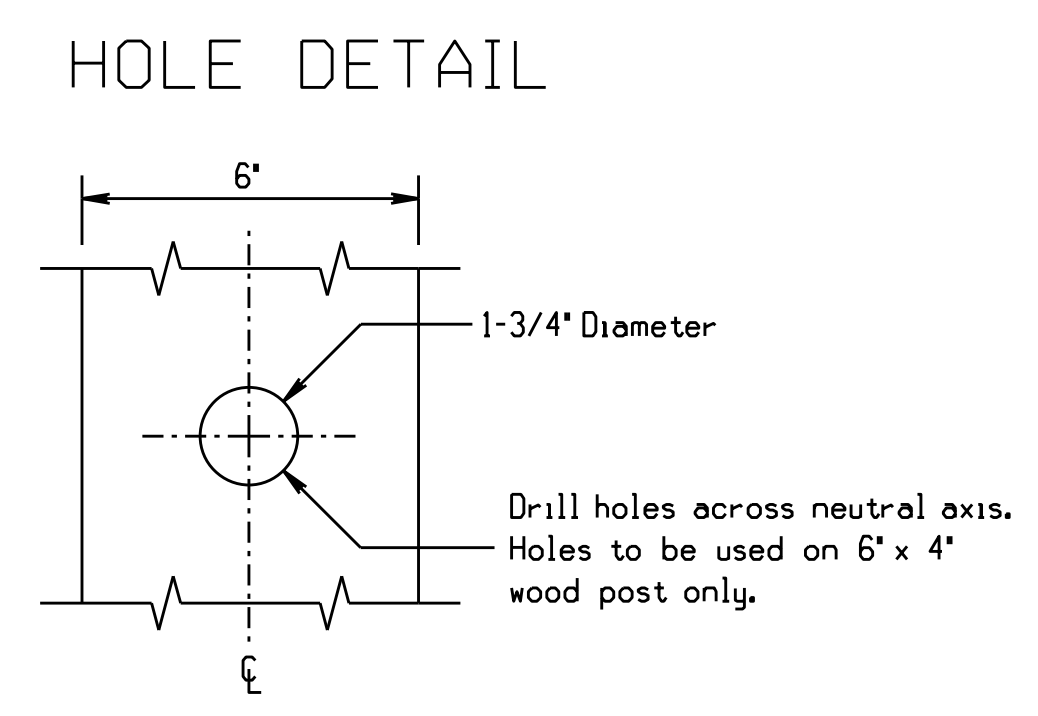 HOLE DETAIL
6"
1-3/4" Diameter
Drill holes across neutral axis.
Holes to be used on 6" x 4"
wood post only.
℄